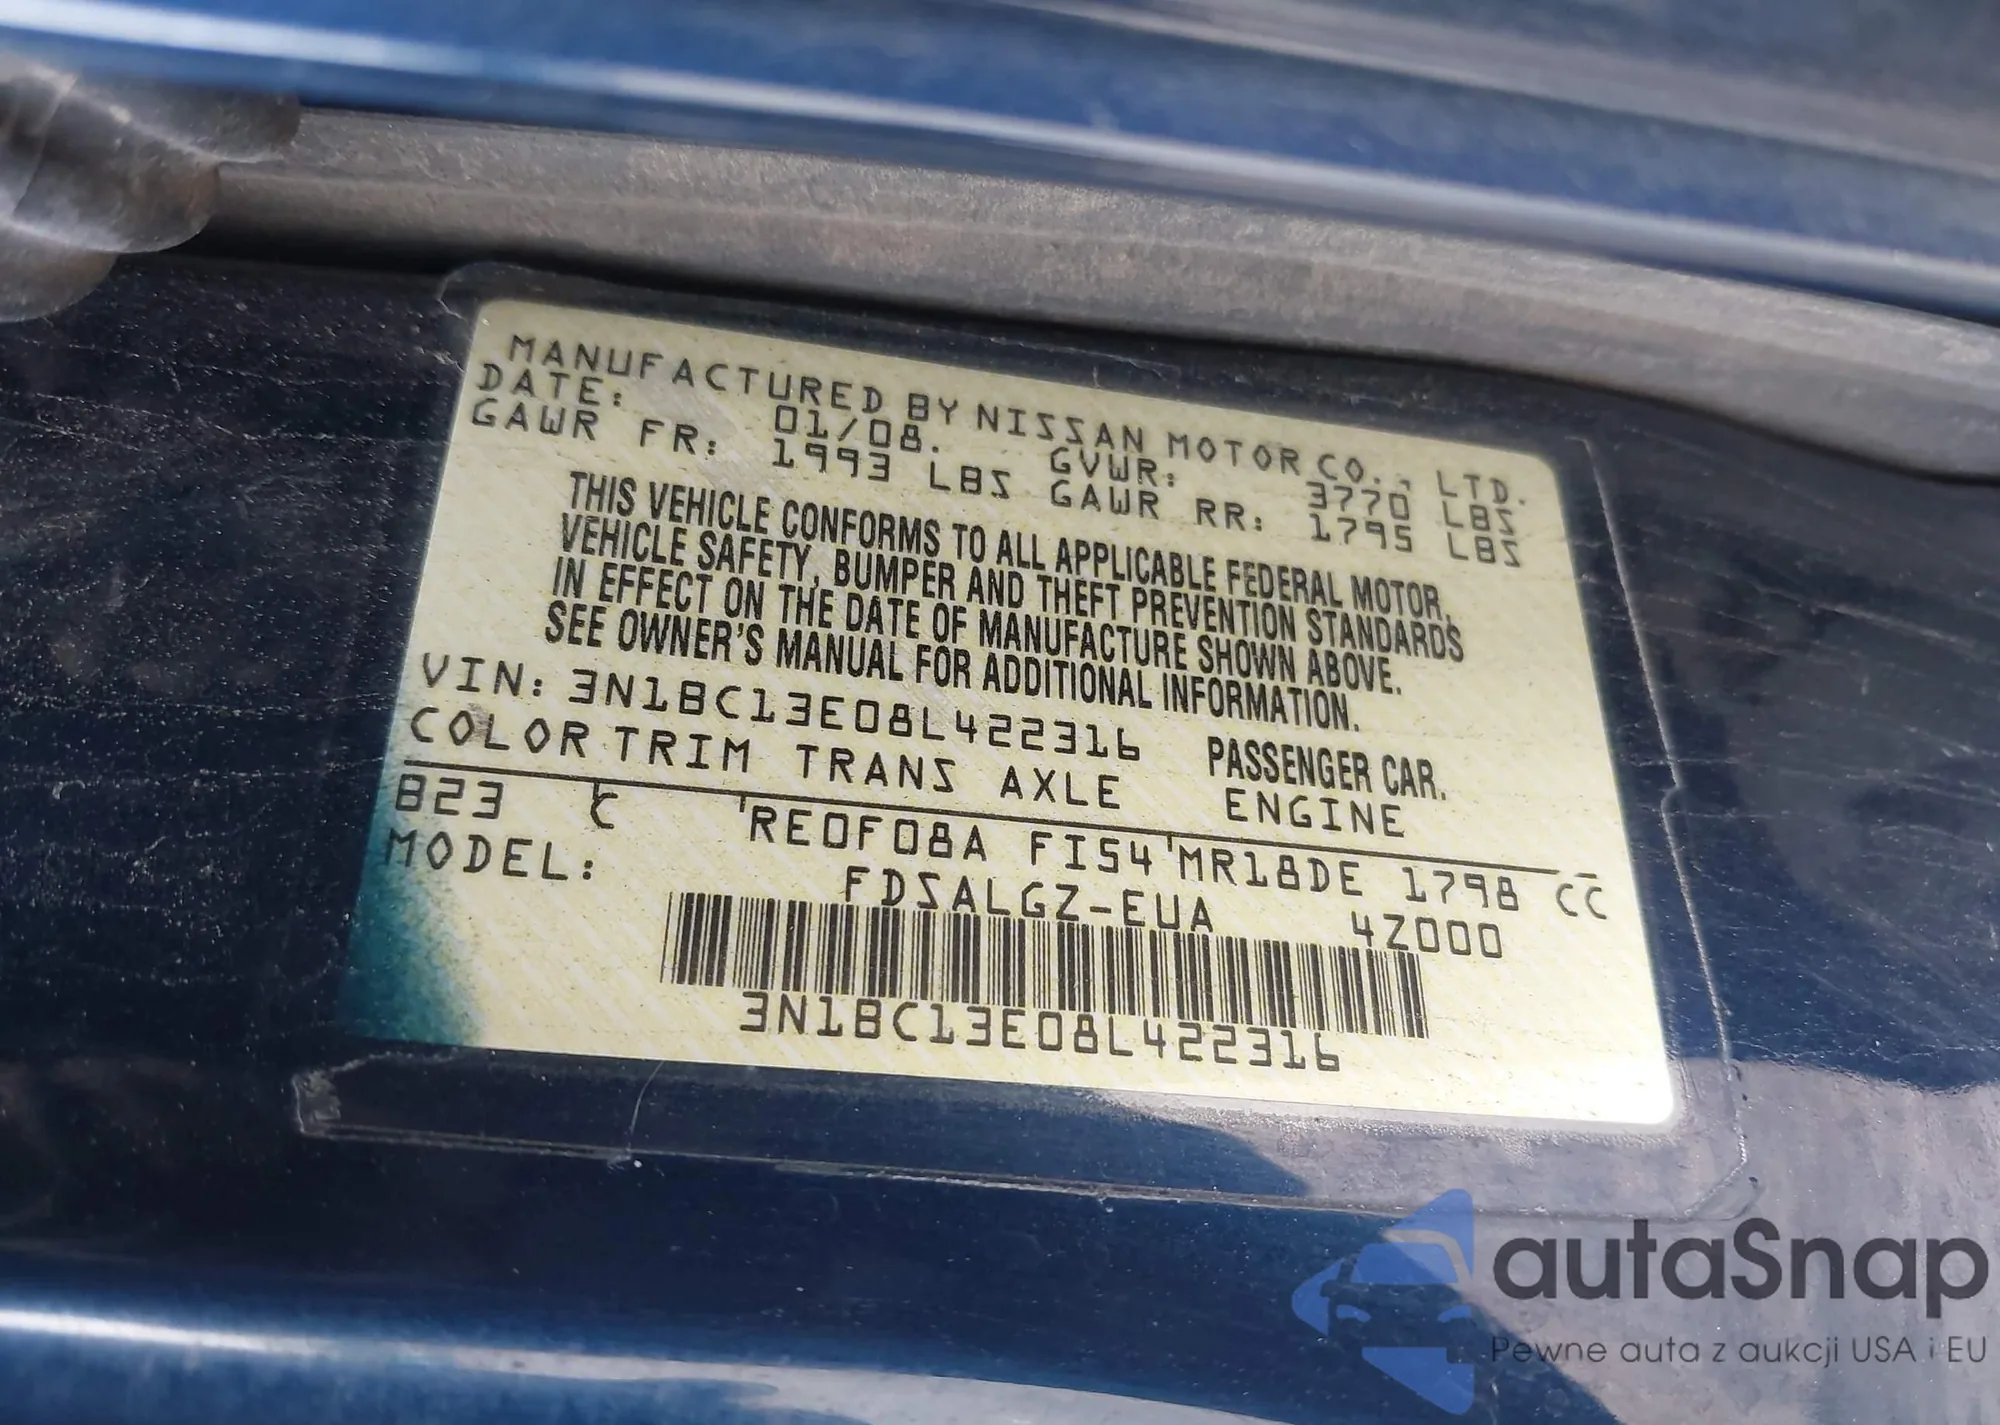 MANUFACTURED BY NISSAN MOTOR CO., LTD.
DATE: 01/08. GVWR: 3770 LBS
GAWR FR: 1993 LBS GAWR RR: 1795 LBS
THIS VEHICLE CONFORMS TO ALL APPLICABLE FEDERAL MOTOR
VEHICLE SAFETY, BUMPER AND THEFT PREVENTION STANDARDS
IN EFFECT ON THE DATE OF MANUFACTURE SHOWN ABOVE.
SEE OWNER'S MANUAL FOR ADDITIONAL INFORMATION.
VIN: 3N1BC13E08L422316 PASSENGER CAR.
COLOR TRIM TRANS AXLE ENGINE
B23 C RE0F08A FI54 MR18DE 1798 CC
MODEL: FDSALGZ-EUA 4Z000
3N1BC13E08L422316
autaSnap
Pewne auta z aukcji USA i EU